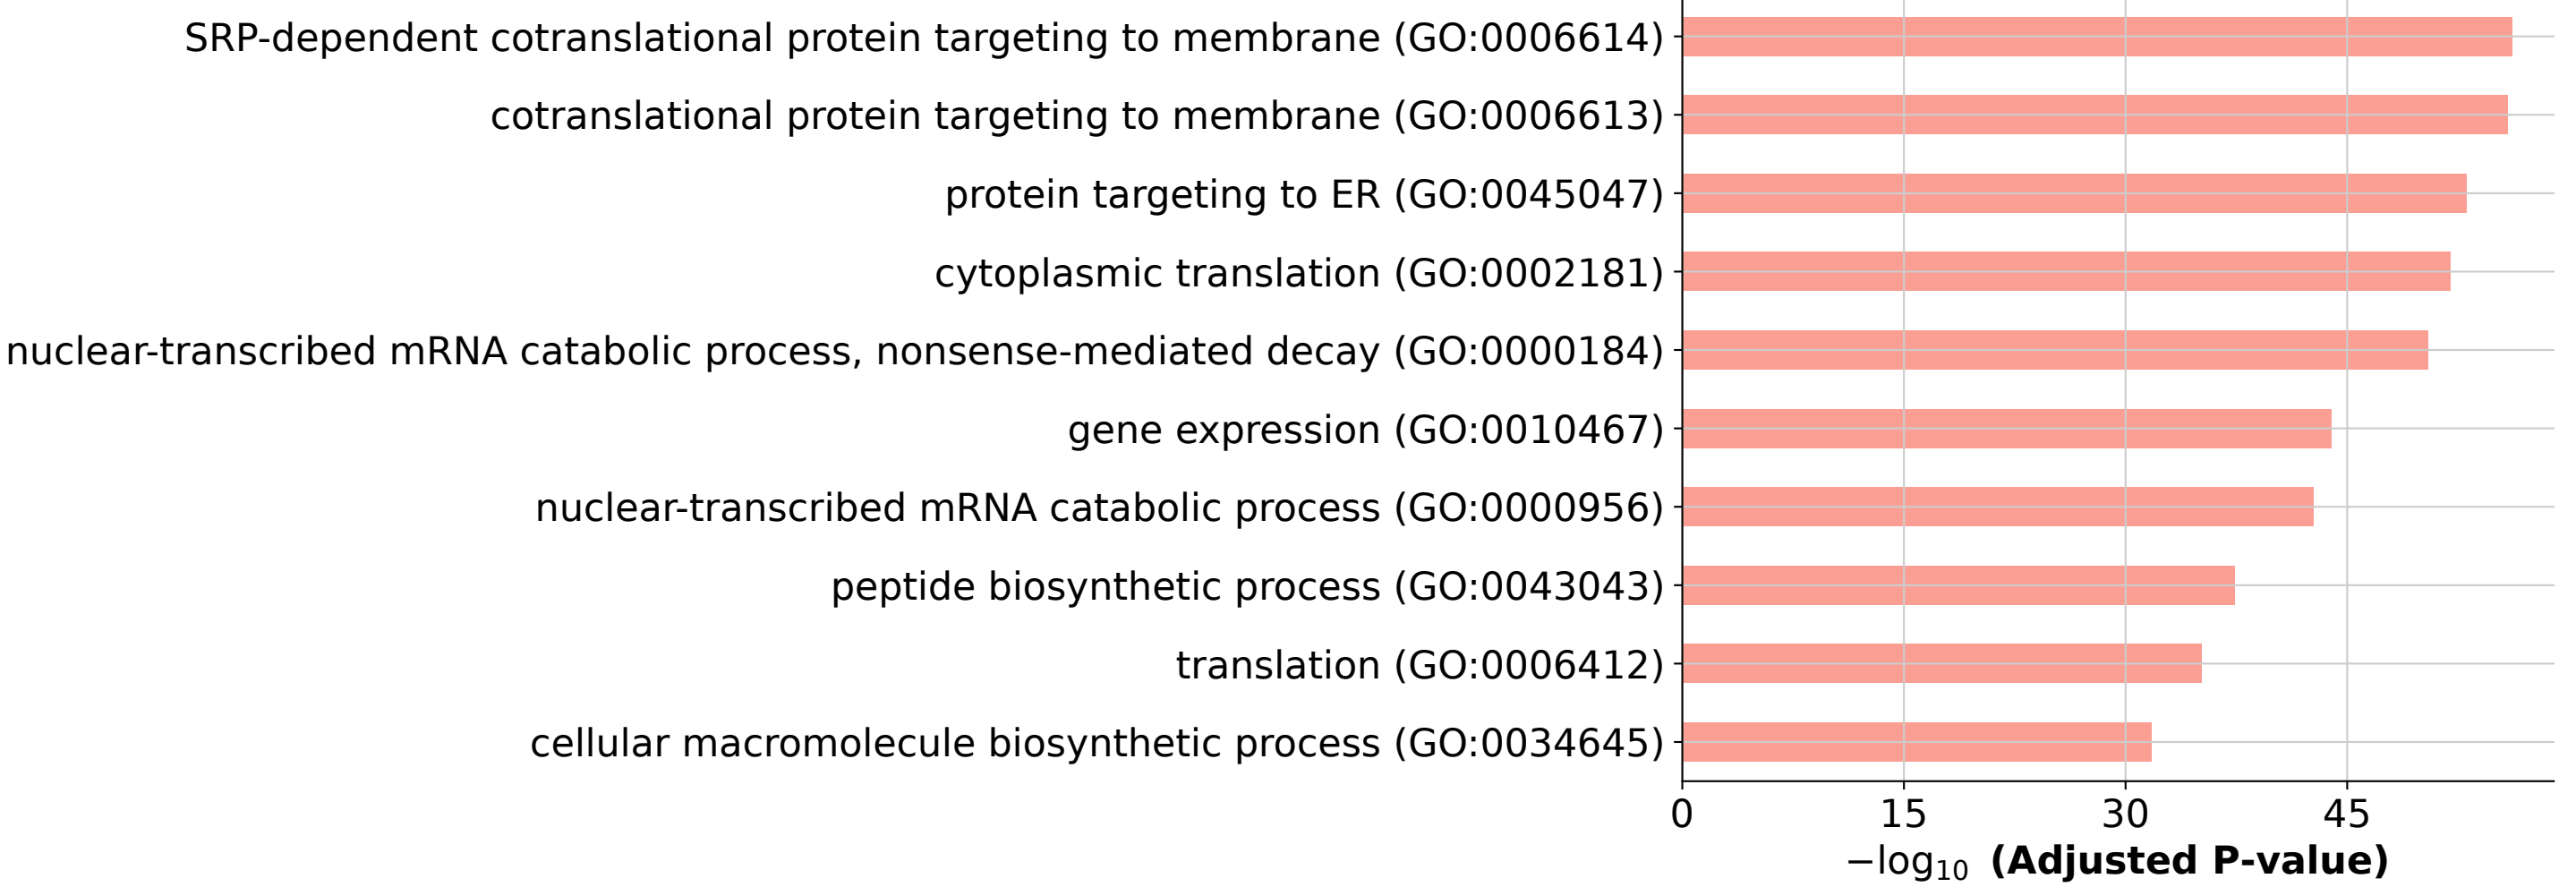 SRP-dependent cotranslational protein targeting to membrane (GO:0006614)
cotranslational protein targeting to membrane (GO:0006613)
protein targeting to ER (GO:0045047)
cytoplasmic translation (GO:0002181)
nuclear-transcribed mRNA catabolic process, nonsense-mediated decay (GO:0000184)
gene expression (GO:0010467)
nuclear-transcribed mRNA catabolic process (GO:0000956)
peptide biosynthetic process (GO:0043043)
translation (GO:0006412)
cellular macromolecule biosynthetic process (GO:0034645)
0 15 30 45
−log₁₀ (Adjusted P-value)